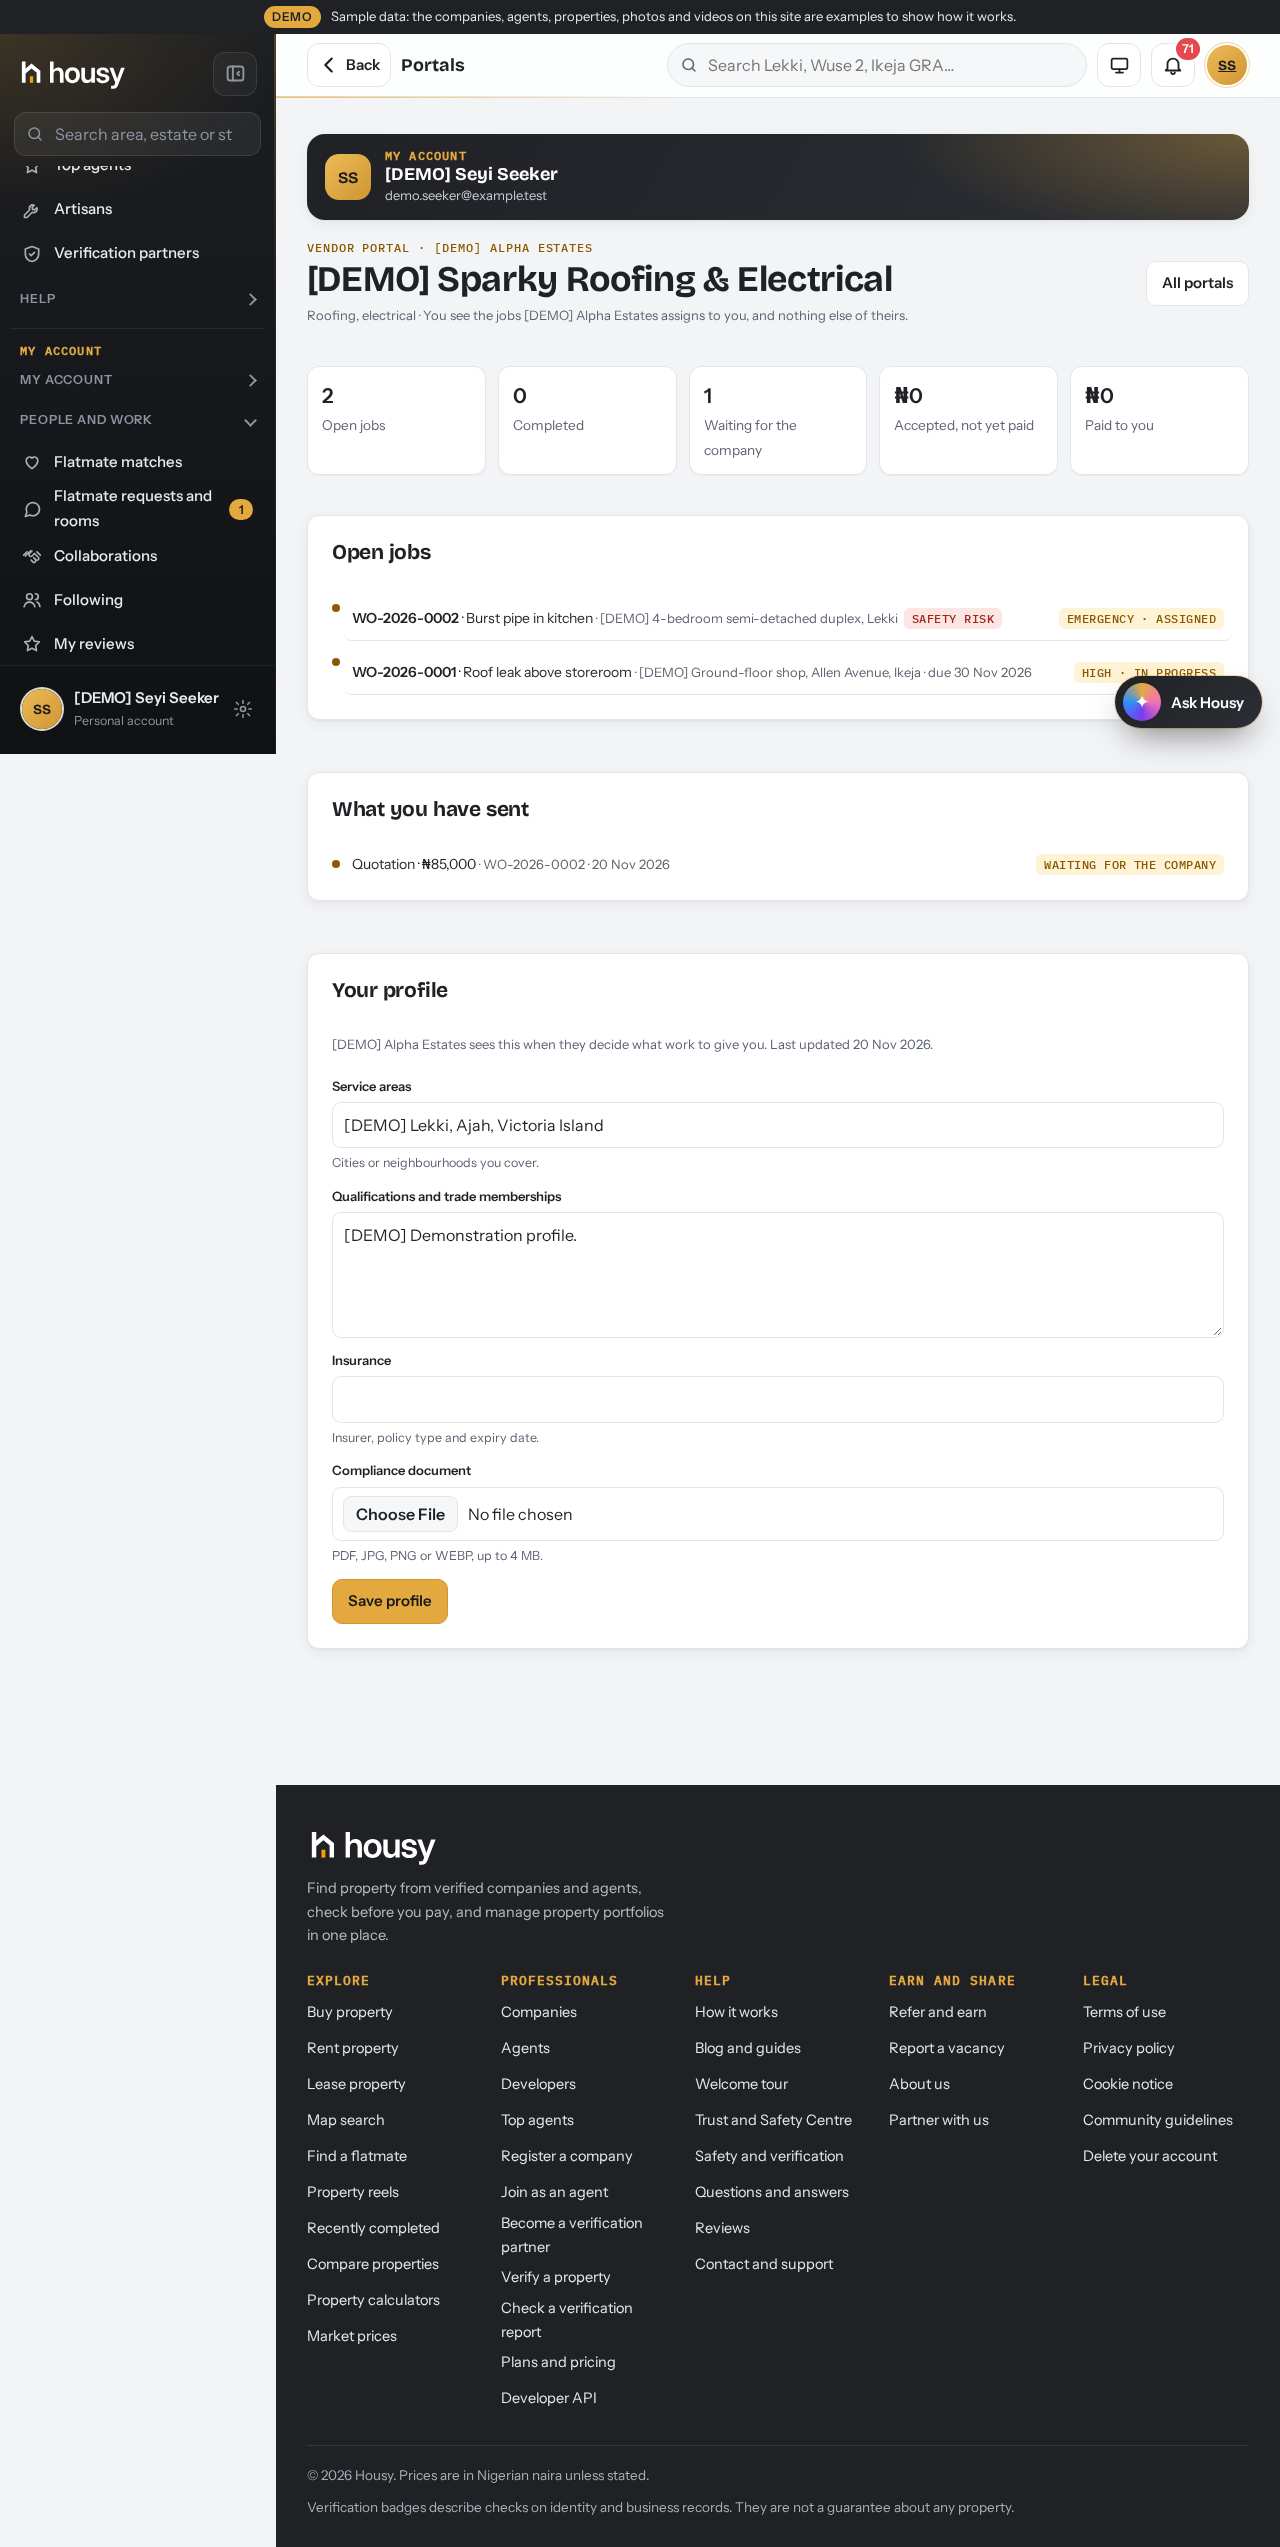 DEMO Sample data: the companies, agents, properties, photos and videos on this site are examples to show how it works.
housy
Search area, estate or st
Top agents
Artisans
Verification partners
HELP
MY ACCOUNT
MY ACCOUNT
PEOPLE AND WORK
Flatmate matches
Flatmate requests and
rooms
1
Collaborations
Following
My reviews
SS
[DEMO] Seyi Seeker
Personal account
Back
Portals
Search Lekki, Wuse 2, Ikeja GRA...
71
SS
SS
MY ACCOUNT
[DEMO] Seyi Seeker
demo.seeker@example.test
VENDOR PORTAL · [DEMO] ALPHA ESTATES
[DEMO] Sparky Roofing & Electrical
Roofing, electrical · You see the jobs [DEMO] Alpha Estates assigns to you, and nothing else of theirs.
All portals
2
Open jobs
0
Completed
1
Waiting for the
company
₦0
Accepted, not yet paid
₦0
Paid to you
Open jobs
WO-2026-0002 · Burst pipe in kitchen · [DEMO] 4-bedroom semi-detached duplex, Lekki SAFETY RISK EMERGENCY · ASSIGNED
WO-2026-0001 · Roof leak above storeroom · [DEMO] Ground-floor shop, Allen Avenue, Ikeja · due 30 Nov 2026 HIGH · IN PROGRESS
Ask Housy
What you have sent
Quotation · ₦85,000 · WO-2026-0002 · 20 Nov 2026 WAITING FOR THE COMPANY
Your profile
[DEMO] Alpha Estates sees this when they decide what work to give you. Last updated 20 Nov 2026.
Service areas
[DEMO] Lekki, Ajah, Victoria Island
Cities or neighbourhoods you cover.
Qualifications and trade memberships
[DEMO] Demonstration profile.
Insurance
Insurer, policy type and expiry date.
Compliance document
Choose File No file chosen
PDF, JPG, PNG or WEBP, up to 4 MB.
Save profile
housy
Find property from verified companies and agents,
check before you pay, and manage property portfolios
in one place.
EXPLORE
Buy property
Rent property
Lease property
Map search
Find a flatmate
Property reels
Recently completed
Compare properties
Property calculators
Market prices
PROFESSIONALS
Companies
Agents
Developers
Top agents
Register a company
Join as an agent
Become a verification
partner
Verify a property
Check a verification
report
Plans and pricing
Developer API
HELP
How it works
Blog and guides
Welcome tour
Trust and Safety Centre
Safety and verification
Questions and answers
Reviews
Contact and support
EARN AND SHARE
Refer and earn
Report a vacancy
About us
Partner with us
LEGAL
Terms of use
Privacy policy
Cookie notice
Community guidelines
Delete your account
© 2026 Housy. Prices are in Nigerian naira unless stated.
Verification badges describe checks on identity and business records. They are not a guarantee about any property.